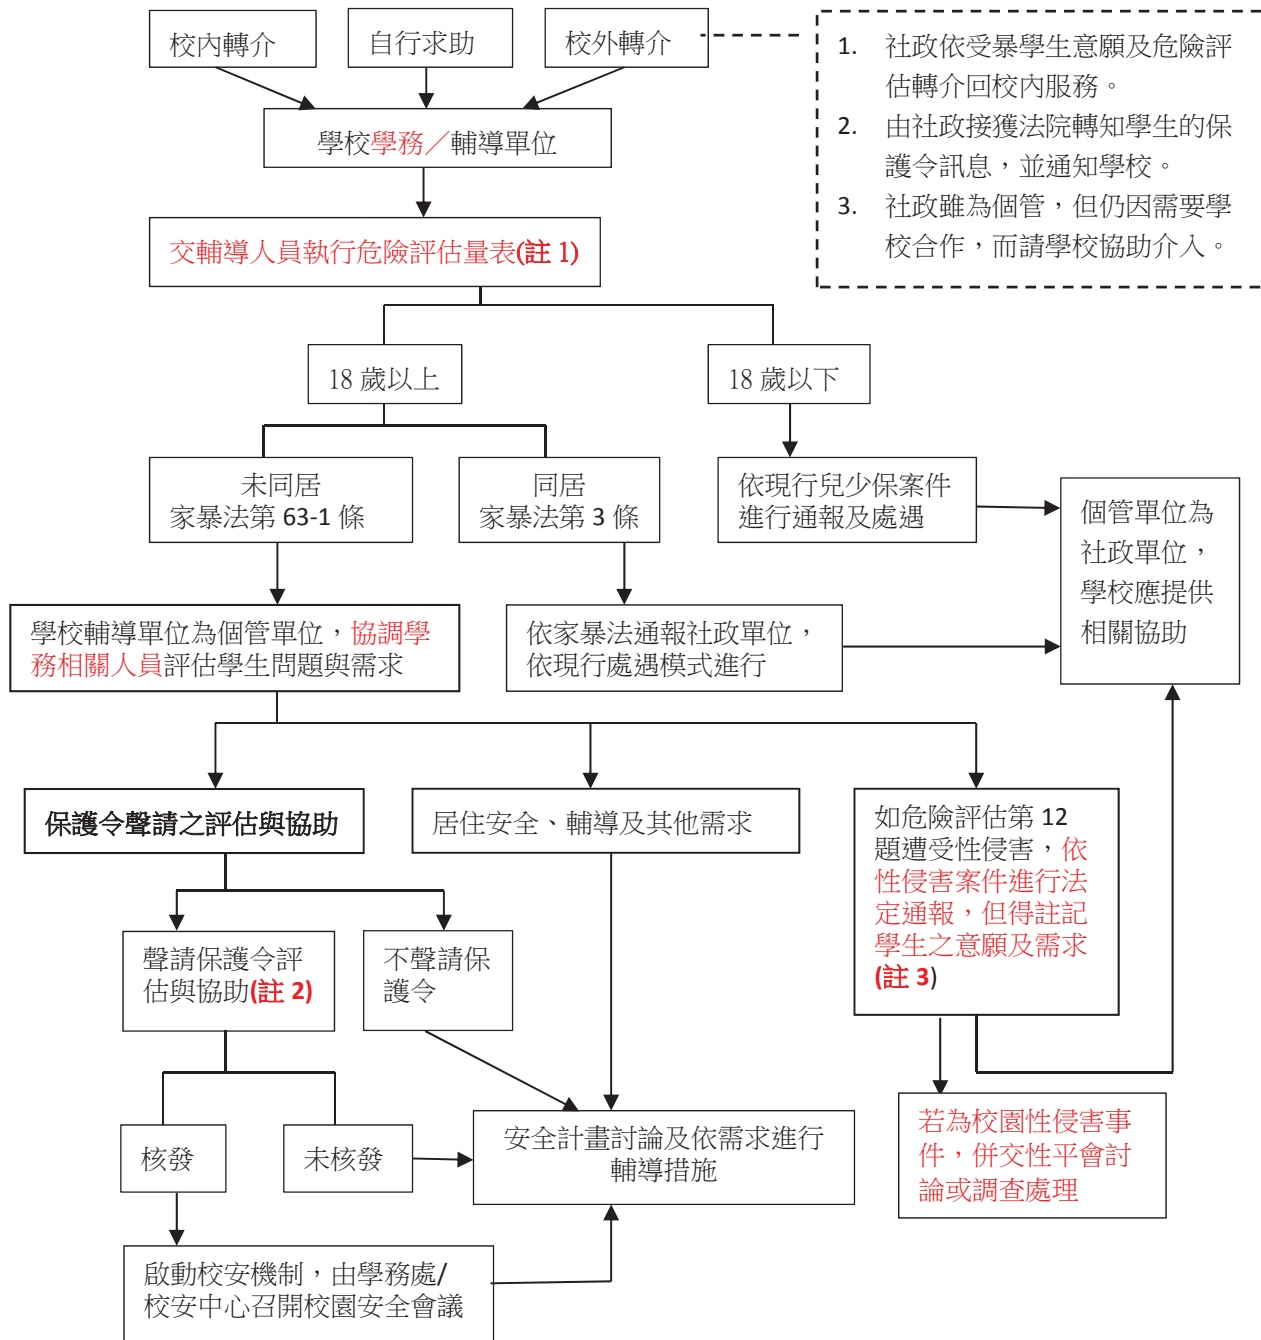 校內轉介
自行求助
校外轉介
1. 社政依受暴學生意願及危險評
估轉介回校內服務。
2. 由社政接獲法院轉知學生的保
護令訊息，並通知學校。
3. 社政雖為個管，但仍因需要學
校合作，而請學校協助介入。
學校學務／輔導單位
交輔導人員執行危險評估量表(註 1)
18 歲以上
18 歲以下
未同居
家暴法第 63-1 條
同居
家暴法第 3 條
依現行兒少保案件
進行通報及處遇
個管單位為
社政單位，
學校應提供
相關協助
學校輔導單位為個管單位，協調學
務相關人員評估學生問題與需求
依家暴法通報社政單位，
依現行處遇模式進行
保護令聲請之評估與協助
居住安全、輔導及其他需求
如危險評估第 12
題遭受性侵害，依
性侵害案件進行法
定通報，但得註記
學生之意願及需求
(註 3)
聲請保護令評
估與協助(註 2)
不聲請保
護令
核發
未核發
安全計畫討論及依需求進行
輔導措施
若為校園性侵害事
件，併交性平會討
論或調查處理
啟動校安機制，由學務處/
校安中心召開校園安全會議